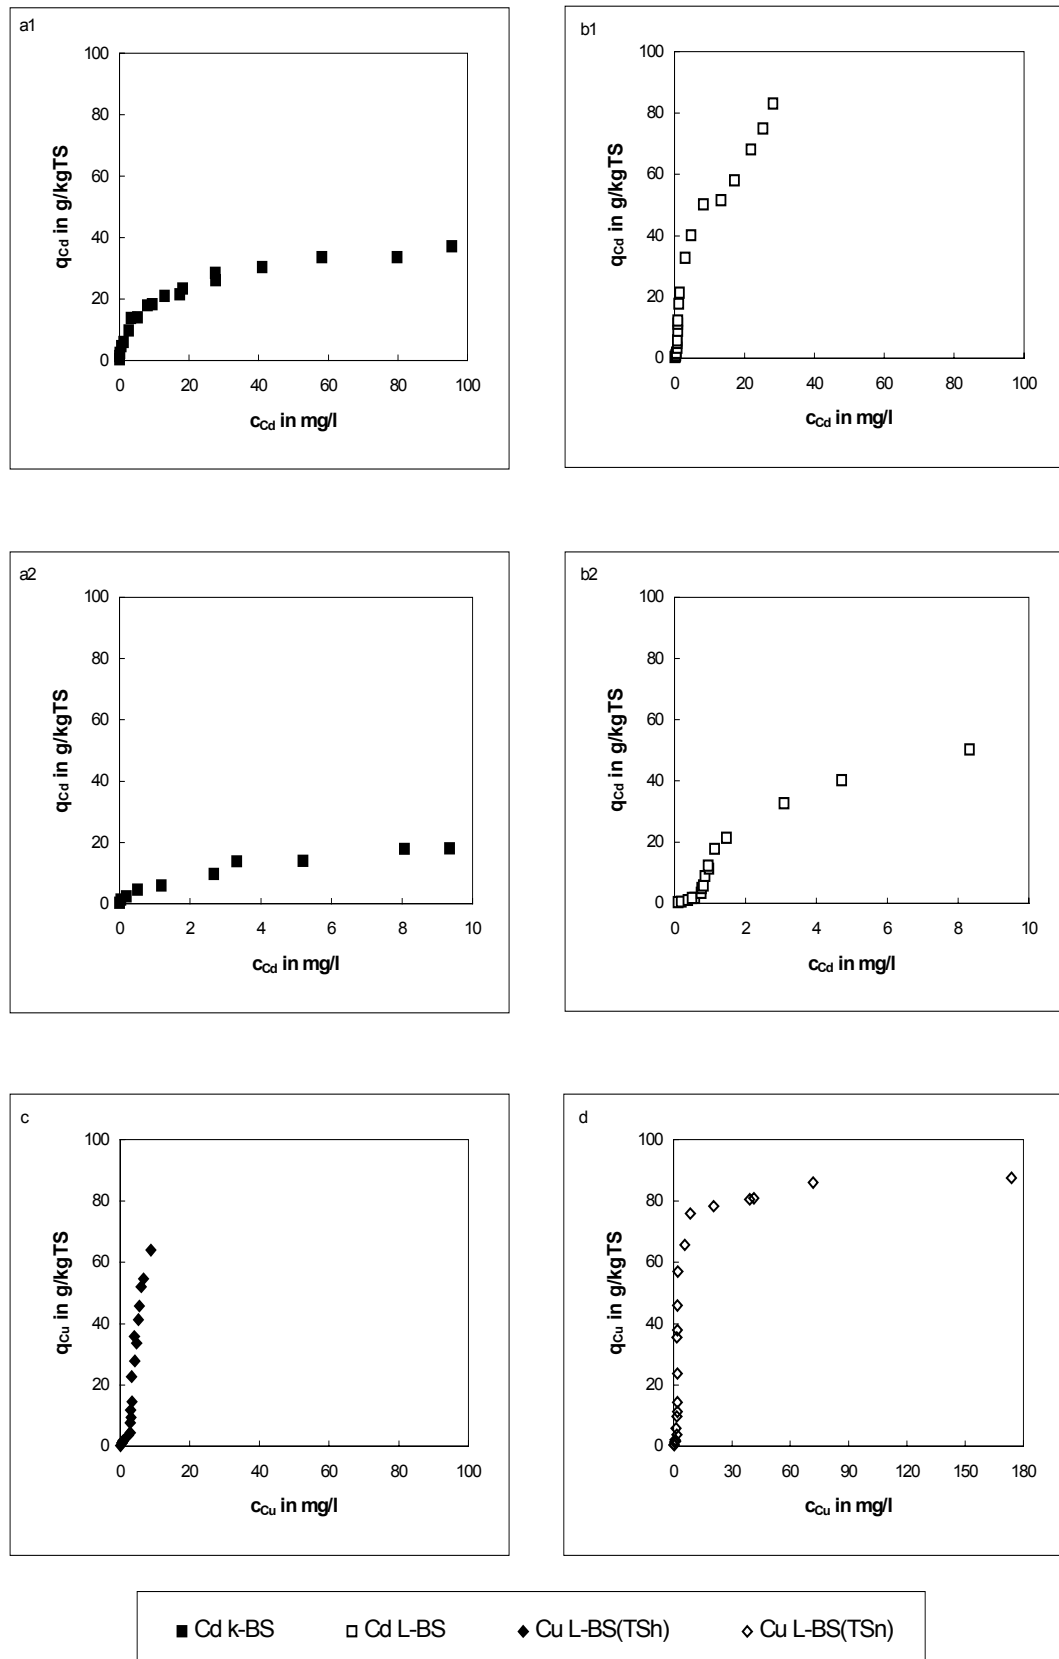 a1
100
80
60
40
20
0
qCd in g/kgTS
0 20 40 60 80 100
cCd in mg/l
b1
100
80
60
40
20
0
qCd in g/kgTS
0 20 40 60 80 100
cCd in mg/l
a2
100
80
60
40
20
0
qCd in g/kgTS
0 2 4 6 8 10
cCd in mg/l
b2
100
80
60
40
20
0
qCd in g/kgTS
0 2 4 6 8 10
cCd in mg/l
c
100
80
60
40
20
0
qCu in g/kgTS
0 20 40 60 80 100
cCu in mg/l
d
100
80
60
40
20
0
qCu in g/kgTS
0 30 60 90 120 150 180
cCu in mg/l
Cd k-BS Cd L-BS Cu L-BS(TSh) Cu L-BS(TSn)